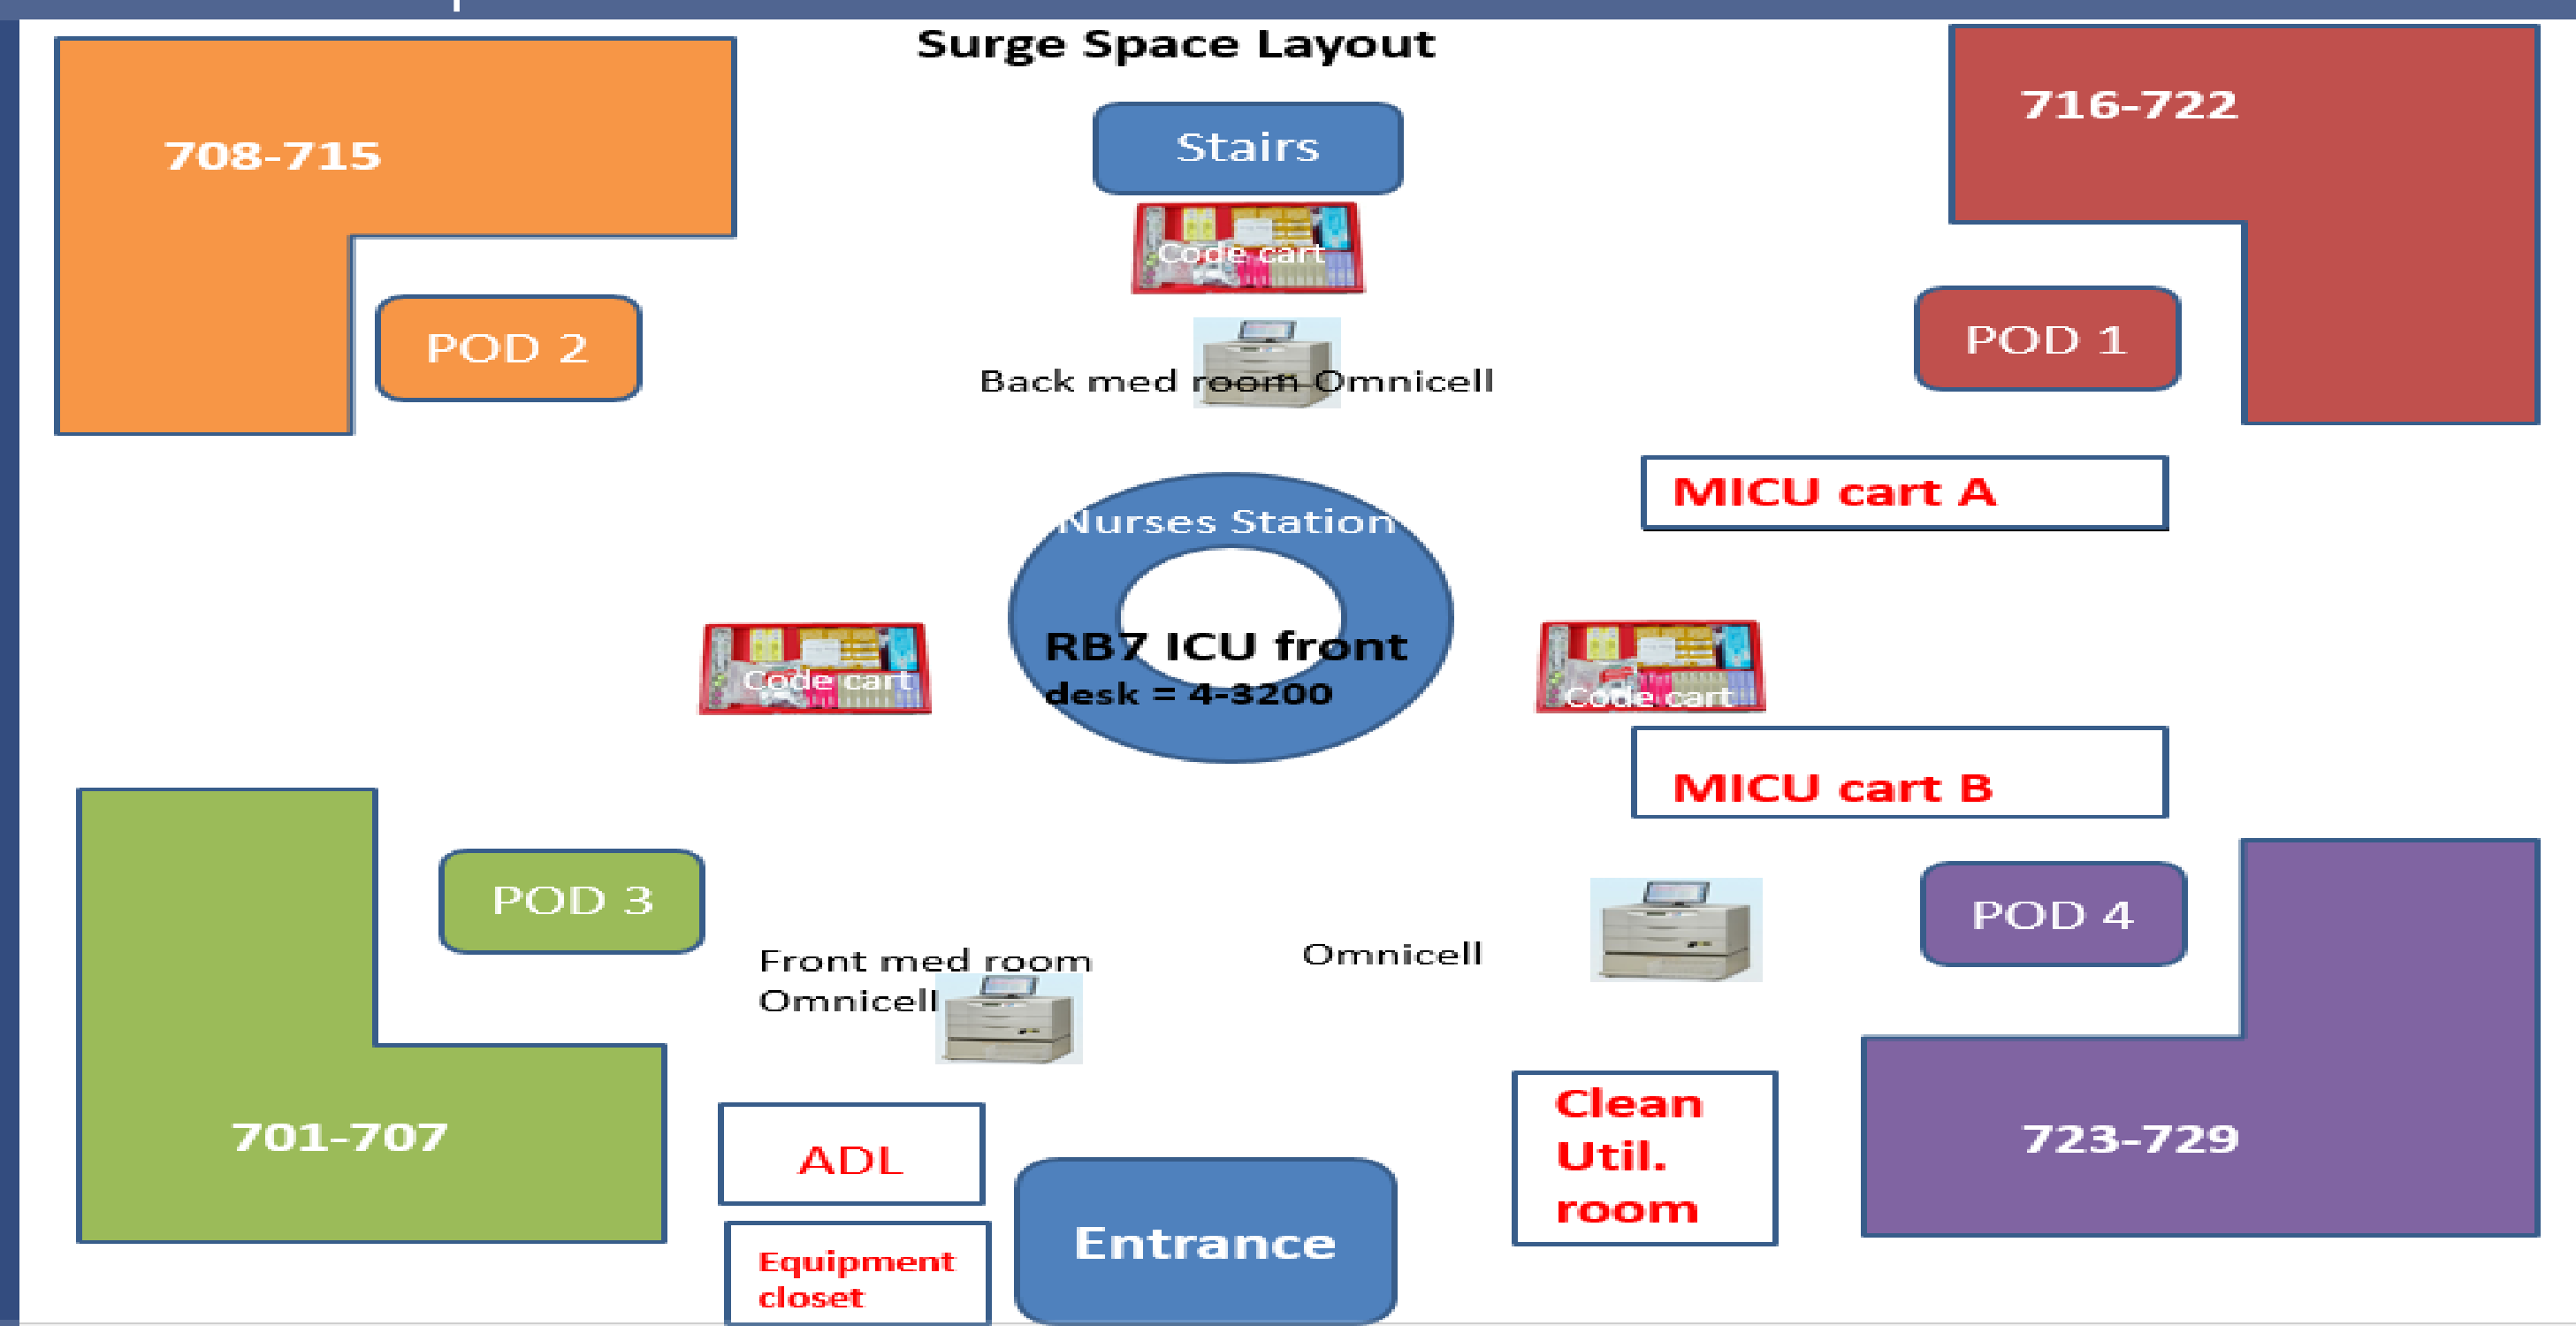 Surge Space Layout
708-715
716-722
Stairs
Code cart
POD 2
POD 1
Back med room Omnicell
MICU cart A
Nurses Station
RB7 ICU front
desk = 4-3200
Code cart
Code cart
MICU cart B
POD 3
POD 4
Front med room
Omnicell
Omnicell
701-707
723-729
ADL
Clean
Util.
room
Equipment
closet
Entrance